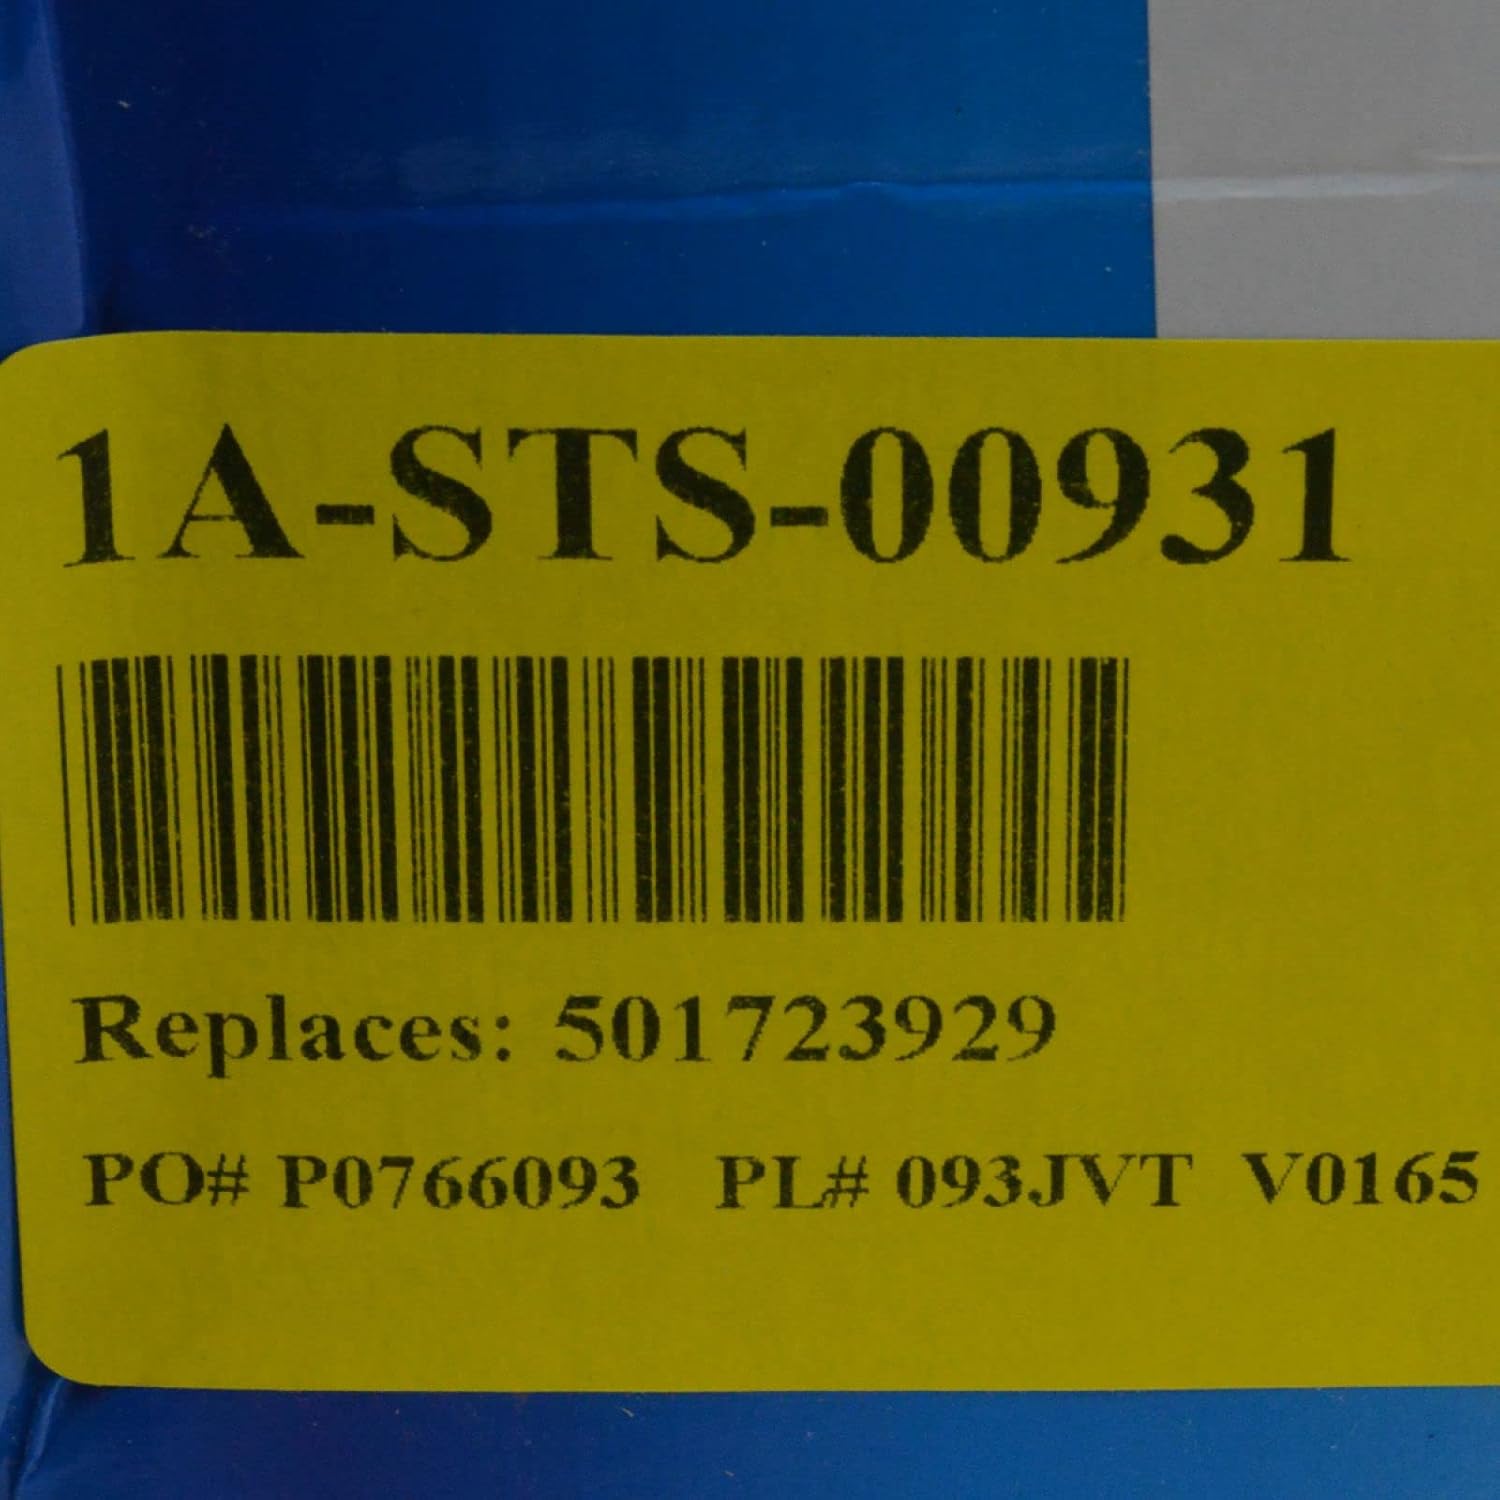 1A-STS-00931
Replaces: 501723929
PO# P0766093 PL# 093JVT V0165